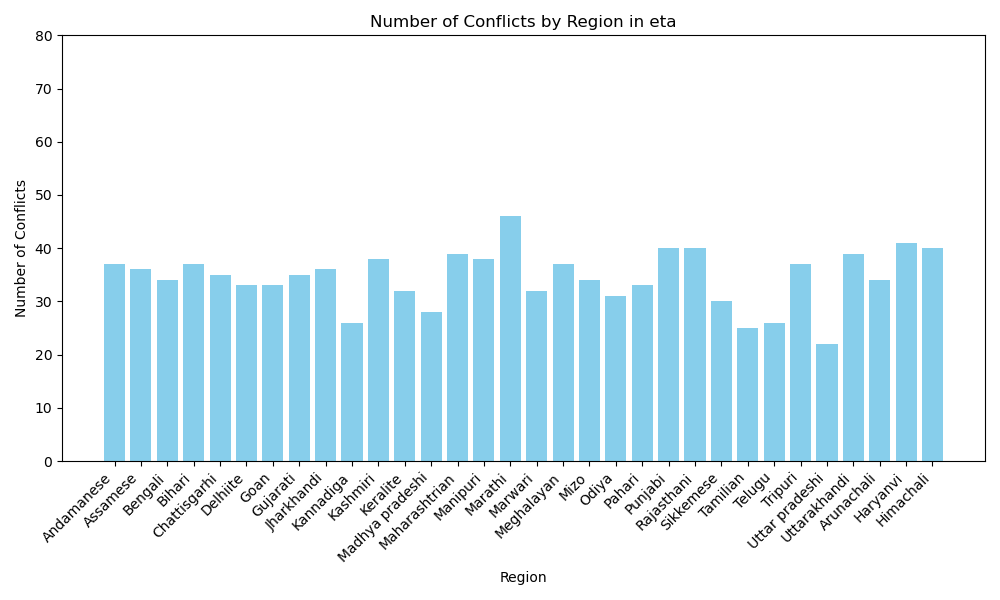 Number of Conflicts by Region in eta
80
70
60
50
40
30
20
10
0
Number of Conflicts
Andamanese
Assamese
Bengali
Bihari
Chattisgarhi
Delhiite
Goan
Gujarati
Jharkhandi
Kannadiga
Kashmiri
Keralite
Madhya pradeshi
Maharashtrian
Manipuri
Marathi
Marwari
Meghalayan
Mizo
Odiya
Pahari
Punjabi
Rajasthani
Sikkemese
Tamilian
Telugu
Tripuri
Uttar pradeshi
Uttarakhandi
Arunachali
Haryanvi
Himachali
Region